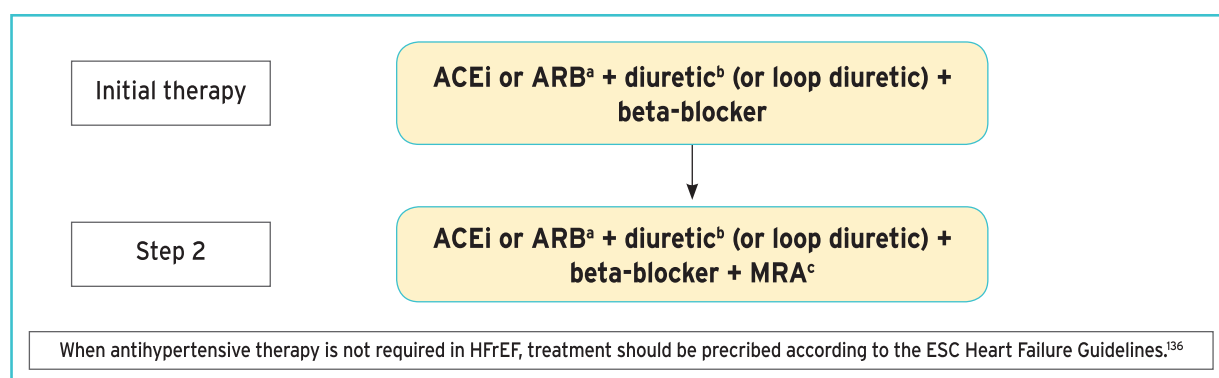 Initial therapy
ACEi or ARBᵃ + diureticᵇ (or loop diuretic) +
beta-blocker
Step 2
ACEi or ARBᵃ + diureticᵇ (or loop diuretic) +
beta-blocker + MRAᶜ
When antihypertensive therapy is not required in HFrEF, treatment should be precribed according to the ESC Heart Failure Guidelines.¹³⁶